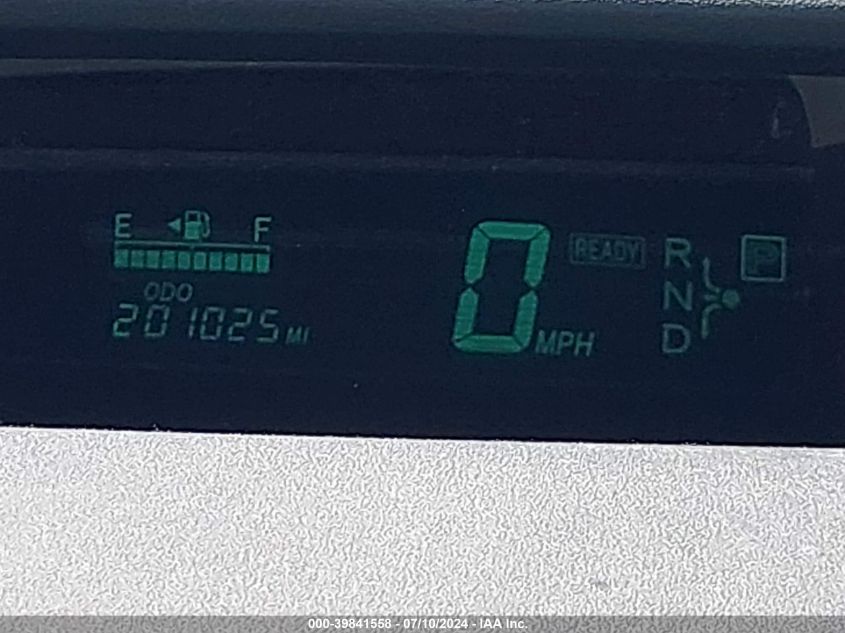 E F
ODO
201025 MI
0 MPH
READY
R
N
D
P
000-39841558 - 07/10/2024 - IAA Inc.